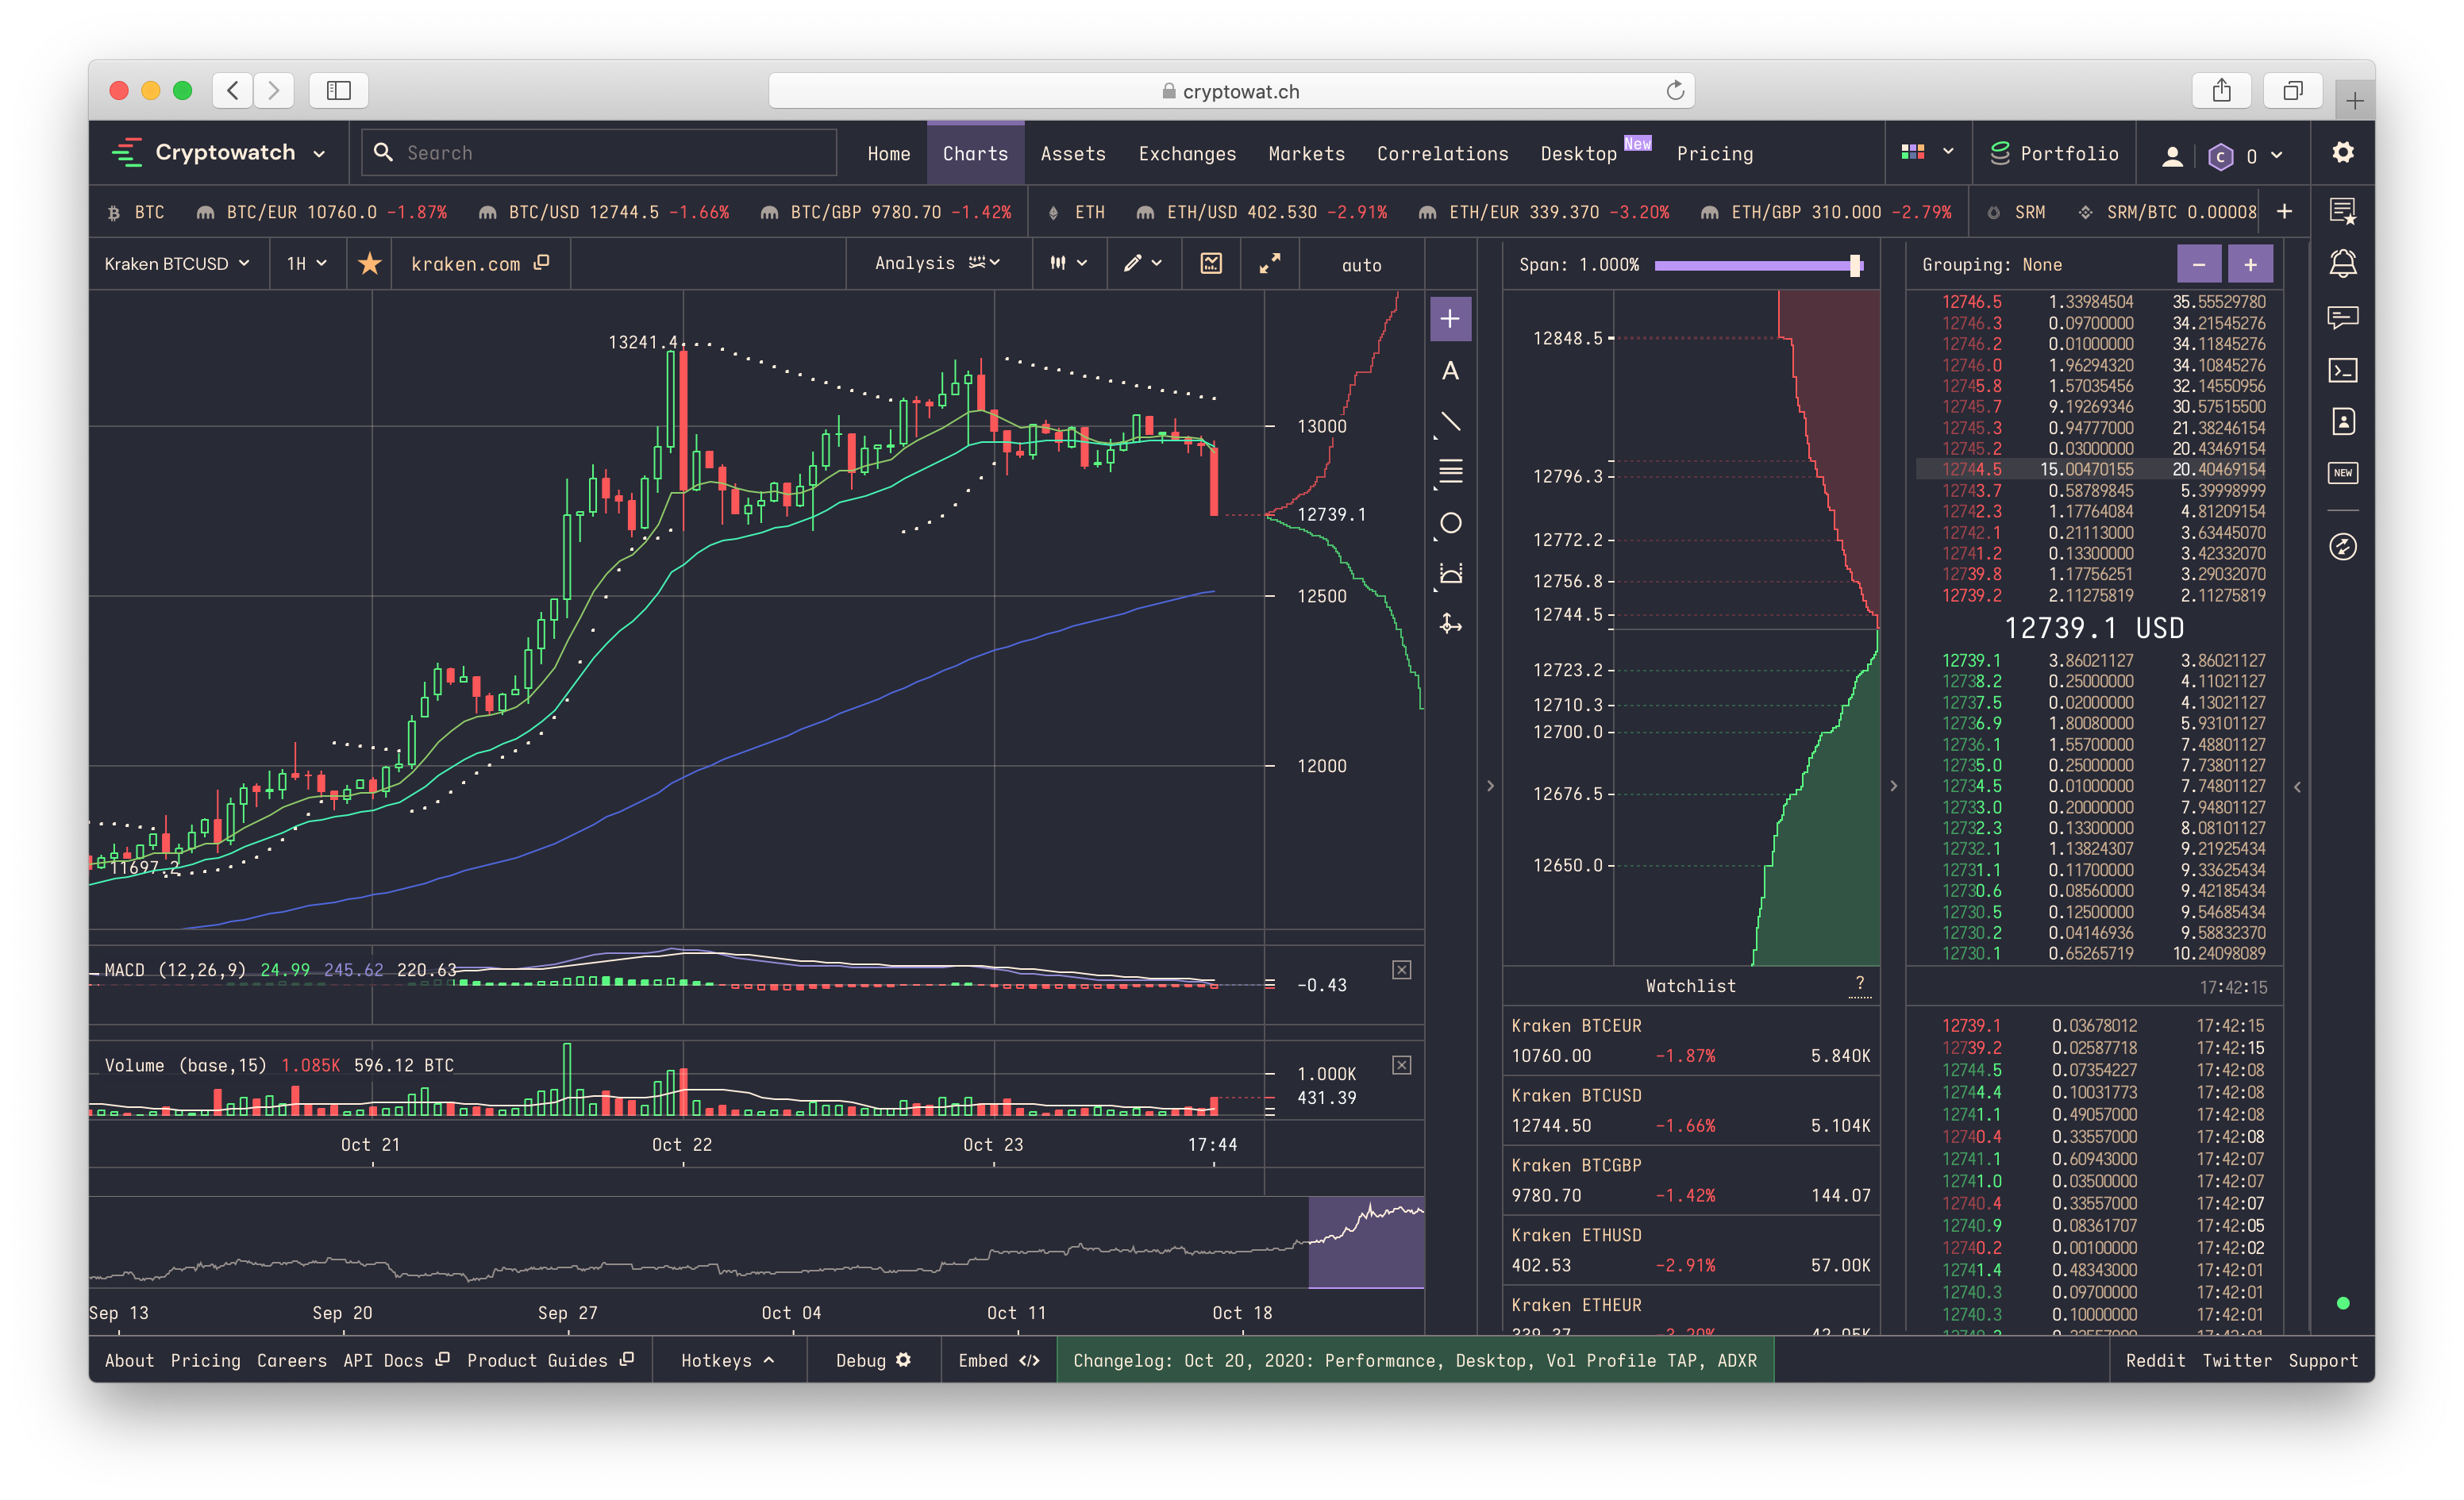 cryptowat.ch
Cryptowatch Search Home Charts Assets Exchanges Markets Correlations Desktop New Pricing Portfolio C 0
BTC BTC/EUR 10760.0 -1.87% BTC/USD 12744.5 -1.66% BTC/GBP 9780.70 -1.42% ETH ETH/USD 402.530 -2.91% ETH/EUR 339.370 -3.20% ETH/GBP 310.000 -2.79% SRM SRM/BTC 0.00008 +
Kraken BTCUSD 1H kraken.com Analysis auto
13241.4
11697.2
13000
12739.1
12500
12000
A
MACD (12,26,9) 24.99 245.62 220.63
-0.43
Volume (base,15) 1.085K 596.12 BTC
1.000K
431.39
Oct 21 Oct 22 Oct 23 17:44
Sep 13 Sep 20 Sep 27 Oct 04 Oct 11 Oct 18
Span: 1.000%
12848.5
12796.3
12772.2
12756.8
12744.5
12723.2
12710.3
12700.0
12676.5
12650.0
Watchlist ?
Kraken BTCEUR
10760.00 -1.87% 5.840K
Kraken BTCUSD
12744.50 -1.66% 5.104K
Kraken BTCGBP
9780.70 -1.42% 144.07
Kraken ETHUSD
402.53 -2.91% 57.00K
Kraken ETHEUR
339.37 -3.20% 42.05K
Grouping: None - +
12746.5 1.33984504 35.55529780
12746.3 0.09700000 34.21545276
12746.2 0.01000000 34.11845276
12746.0 1.96294320 34.10845276
12745.8 1.57035456 32.14550956
12745.7 9.19269346 30.57515500
12745.3 0.94777000 21.38246154
12745.2 0.03000000 20.43469154
12744.5 15.00470155 20.40469154
12743.7 0.58789845 5.39998999
12742.3 1.17764084 4.81209154
12742.1 0.21113000 3.63445070
12741.2 0.13300000 3.42332070
12739.8 1.17756251 3.29032070
12739.2 2.11275819 2.11275819
12739.1 USD
12739.1 3.86021127 3.86021127
12738.2 0.25000000 4.11021127
12737.5 0.02000000 4.13021127
12736.9 1.80080000 5.93101127
12736.1 1.55700000 7.48801127
12735.0 0.25000000 7.73801127
12734.5 0.01000000 7.74801127
12733.0 0.20000000 7.94801127
12732.3 0.13300000 8.08101127
12732.1 1.13824307 9.21925434
12731.1 0.11700000 9.33625434
12730.6 0.08560000 9.42185434
12730.5 0.12500000 9.54685434
12730.2 0.04146936 9.58832370
12730.1 0.65265719 10.24098089
17:42:15
12739.1 0.03678012 17:42:15
12739.2 0.02587718 17:42:15
12744.5 0.07354227 17:42:08
12744.4 0.10031773 17:42:08
12741.1 0.49057000 17:42:08
12740.4 0.33557000 17:42:08
12741.1 0.60943000 17:42:07
12741.0 0.03500000 17:42:07
12740.4 0.33557000 17:42:07
12740.9 0.08361707 17:42:05
12740.2 0.00100000 17:42:02
12741.4 0.48343000 17:42:01
12740.3 0.09700000 17:42:01
12740.3 0.10000000 17:42:01
NEW
About Pricing Careers API Docs Product Guides Hotkeys Debug Embed </> Changelog: Oct 20, 2020: Performance, Desktop, Vol Profile TAP, ADXR Reddit Twitter Support